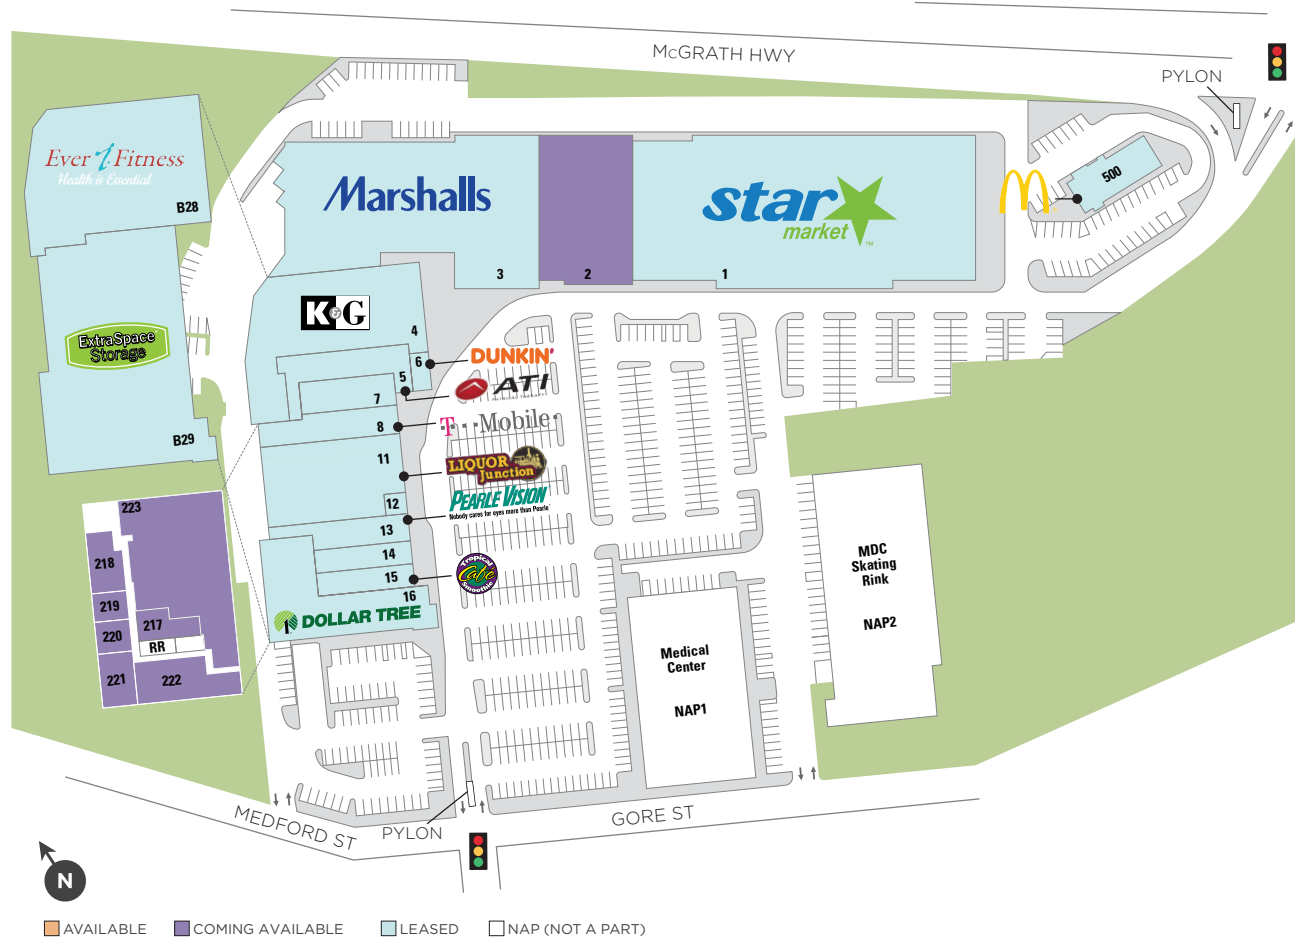 McGRATH HWY
PYLON
Ever Fitness
Health is Essential
B28
Marshalls
3
2
star
market
TM
1
M
500
K&G
4
ExtraSpace
Storage
6
DUNKIN'
5
ATI
7
8
T··Mobile·
B29
11
LIQUOR
Junction
12
PEARLE VISION
Nobody cares for eyes more than Pearle
13
14
15
Tropical
Café
Smoothie
16
1
DOLLAR TREE
223
218
219
217
220
RR
221
222
MDC
Skating
Rink
NAP2
Medical
Center
NAP1
MEDFORD ST
PYLON
GORE ST
N
AVAILABLE
COMING AVAILABLE
LEASED
NAP (NOT A PART)